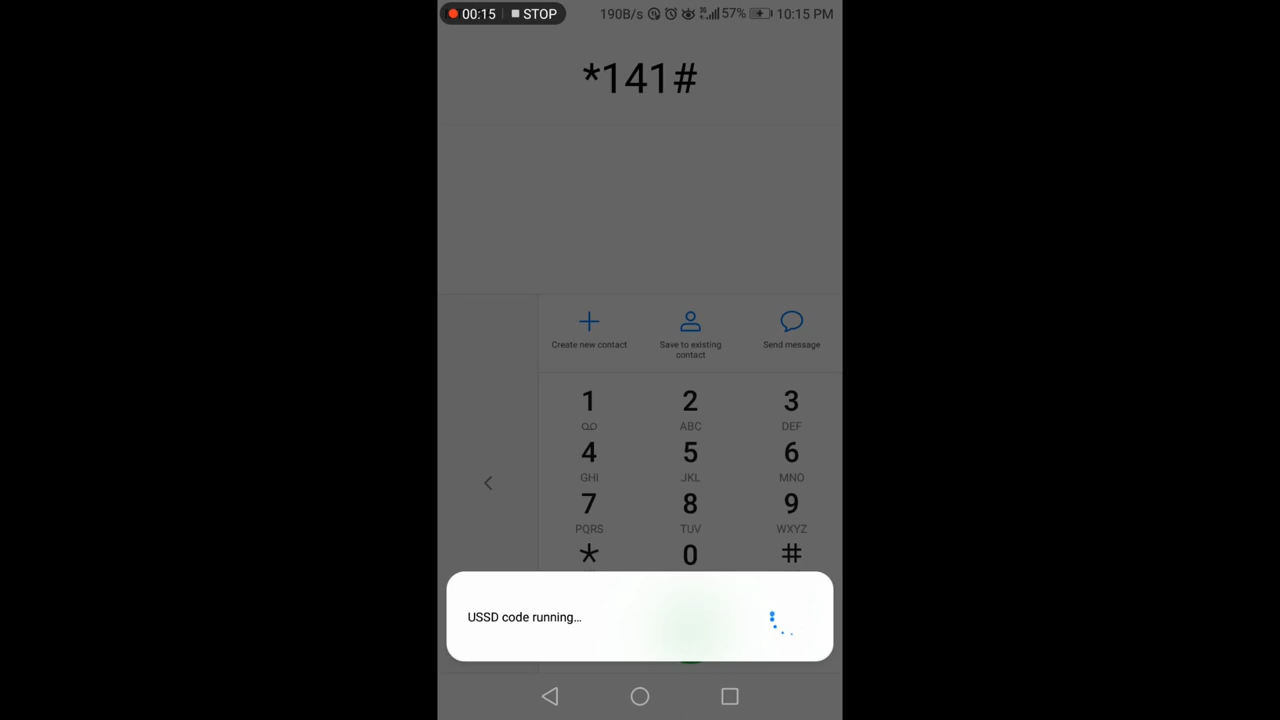 00:15 STOP 190B/s 57% 10:15 PM
*141#
Create new contact
Save to existing
contact
Send message
1 2 3
ABC DEF
4 5 6
GHI JKL MNO
7 8 9
PQRS TUV WXYZ
* 0 #
USSD code running...